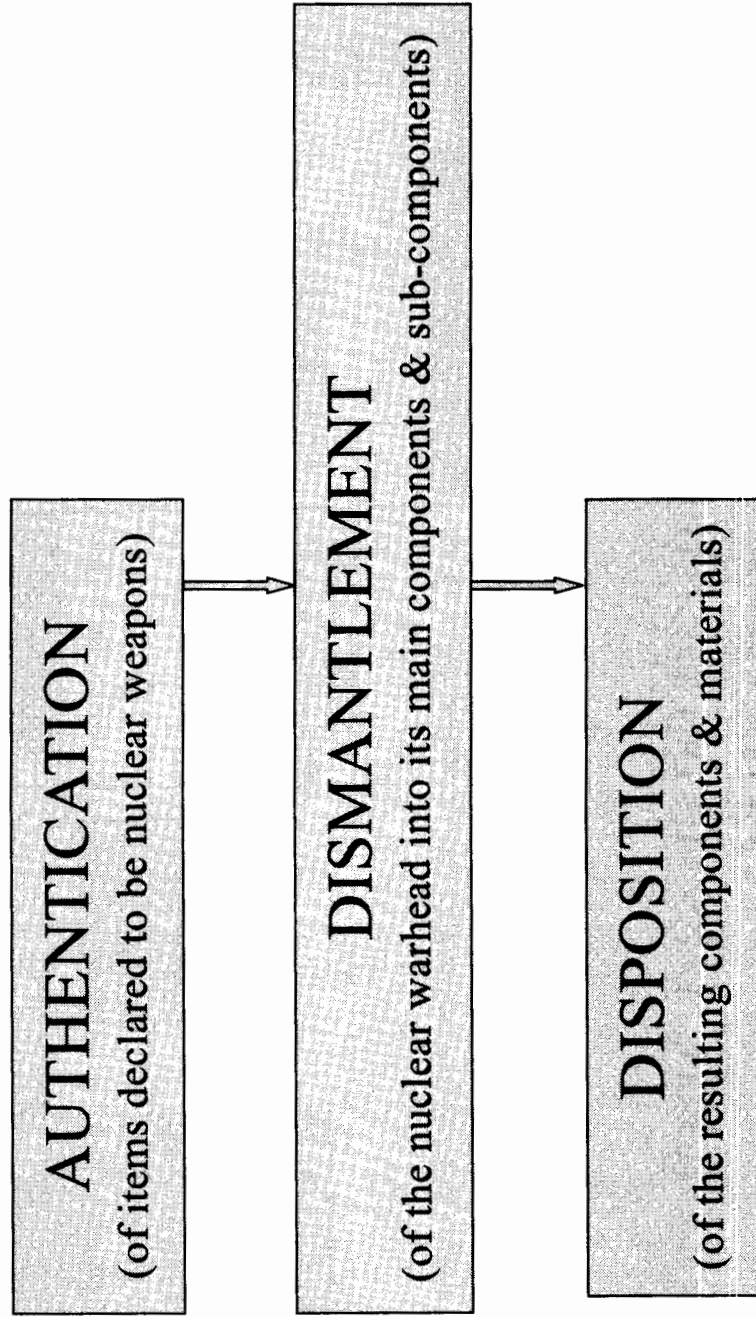 AUTHENTICATION
(of items declared to be nuclear weapons)
DISMANTLEMENT
(of the nuclear warhead into its main components & sub-components)
DISPOSITION
(of the resulting components & materials)